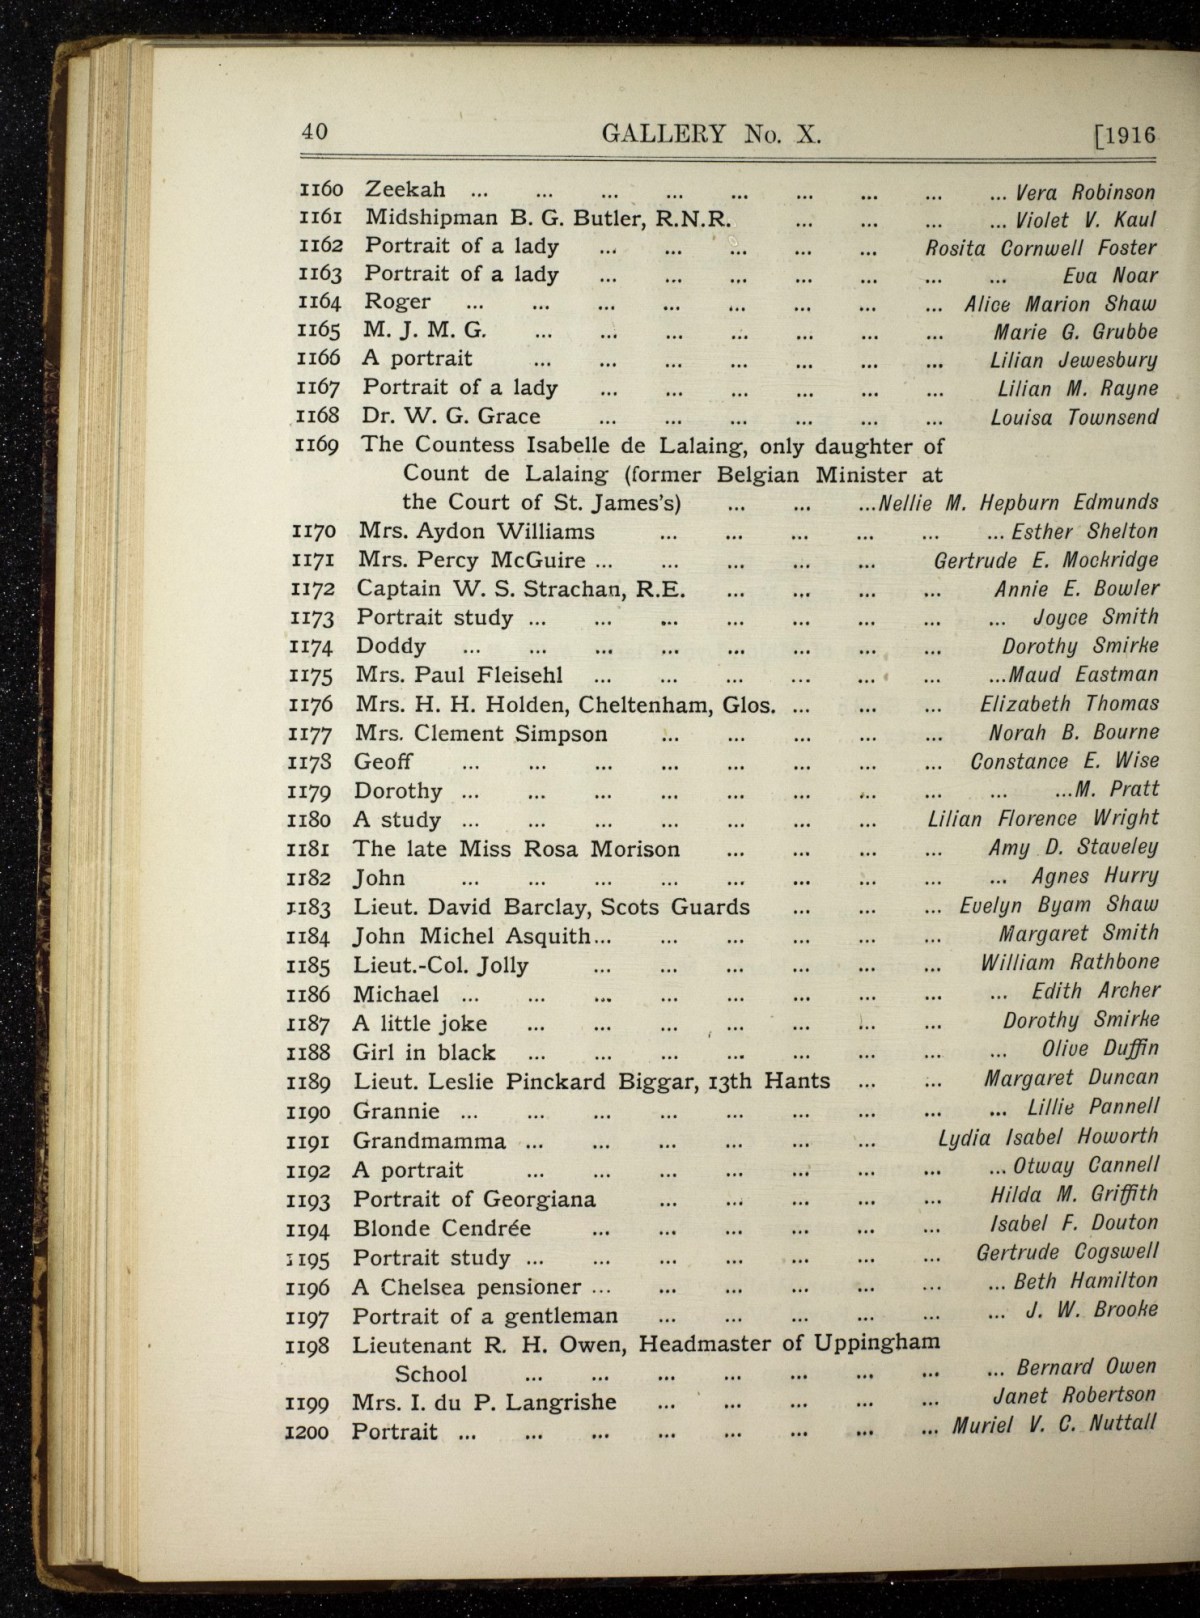 40 GALLERY No. X. [1916
1160 Zeekah ... ... ... ... ... ... ... ... ... Vera Robinson
1161 Midshipman B. G. Butler, R.N.R. ... ... ... ... Violet V. Kaul
1162 Portrait of a lady ... ... ... ... ... Rosita Cornwell Foster
1163 Portrait of a lady ... ... ... ... ... ... ... Eva Noar
1164 Roger ... ... ... ... ... ... ... ... Alice Marion Shaw
1165 M. J. M. G. ... ... ... ... ... ... ... Marie G. Grubbe
1166 A portrait ... ... ... ... ... ... ... Lilian Jewesbury
1167 Portrait of a lady ... ... ... ... ... ... Lilian M. Rayne
1168 Dr. W. G. Grace ... ... ... ... ... ... Louisa Townsend
1169 The Countess Isabelle de Lalaing, only daughter of
Count de Lalaing (former Belgian Minister at
the Court of St. James's) ... ... ...Nellie M. Hepburn Edmunds
1170 Mrs. Aydon Williams ... ... ... ... ... ... Esther Shelton
1171 Mrs. Percy McGuire ... ... ... ... ... Gertrude E. Mockridge
1172 Captain W. S. Strachan, R.E. ... ... ... ... Annie E. Bowler
1173 Portrait study ... ... ... ... ... ... ... ... Joyce Smith
1174 Doddy ... ... ... ... ... ... ... ... Dorothy Smirke
1175 Mrs. Paul Fleisehl ... ... ... ... ... ... ...Maud Eastman
1176 Mrs. H. H. Holden, Cheltenham, Glos. ... ... ... Elizabeth Thomas
1177 Mrs. Clement Simpson ... ... ... ... ... Norah B. Bourne
1178 Geoff ... ... ... ... ... ... ... ... Constance E. Wise
1179 Dorothy ... ... ... ... ... ... ... ... ... ...M. Pratt
1180 A study ... ... ... ... ... ... ... Lilian Florence Wright
1181 The late Miss Rosa Morison ... ... ... ... Amy D. Staveley
1182 John ... ... ... ... ... ... ... ... ... Agnes Hurry
1183 Lieut. David Barclay, Scots Guards ... ... ... Evelyn Byam Shaw
1184 John Michel Asquith... ... ... ... ... ... Margaret Smith
1185 Lieut.-Col. Jolly ... ... ... ... ... ... William Rathbone
1186 Michael ... ... ... ... ... ... ... ... ... Edith Archer
1187 A little joke ... ... ... ... ... ... ... Dorothy Smirke
1188 Girl in black ... ... ... ... ... ... ... ... Olive Duffin
1189 Lieut. Leslie Pinckard Biggar, 13th Hants ... ... Margaret Duncan
1190 Grannie ... ... ... ... ... ... ... ... ... Lillie Pannell
1191 Grandmamma ... ... ... ... ... ... Lydia Isabel Howorth
1192 A portrait ... ... ... ... ... ... ... ... Otway Cannell
1193 Portrait of Georgiana ... ... ... ... ... Hilda M. Griffith
1194 Blonde Cendrée ... ... ... ... ... ... Isabel F. Douton
1195 Portrait study ... ... ... ... ... ... ... Gertrude Cogswell
1196 A Chelsea pensioner ... ... ... ... ... ... ... Beth Hamilton
1197 Portrait of a gentleman ... ... ... ... ... ... J. W. Brooke
1198 Lieutenant R. H. Owen, Headmaster of Uppingham
School ... ... ... ... ... ... ... ... Bernard Owen
1199 Mrs. I. du P. Langrishe ... ... ... ... ... Janet Robertson
1200 Portrait ... ... ... ... ... ... ... ... Muriel V. C. Nuttall